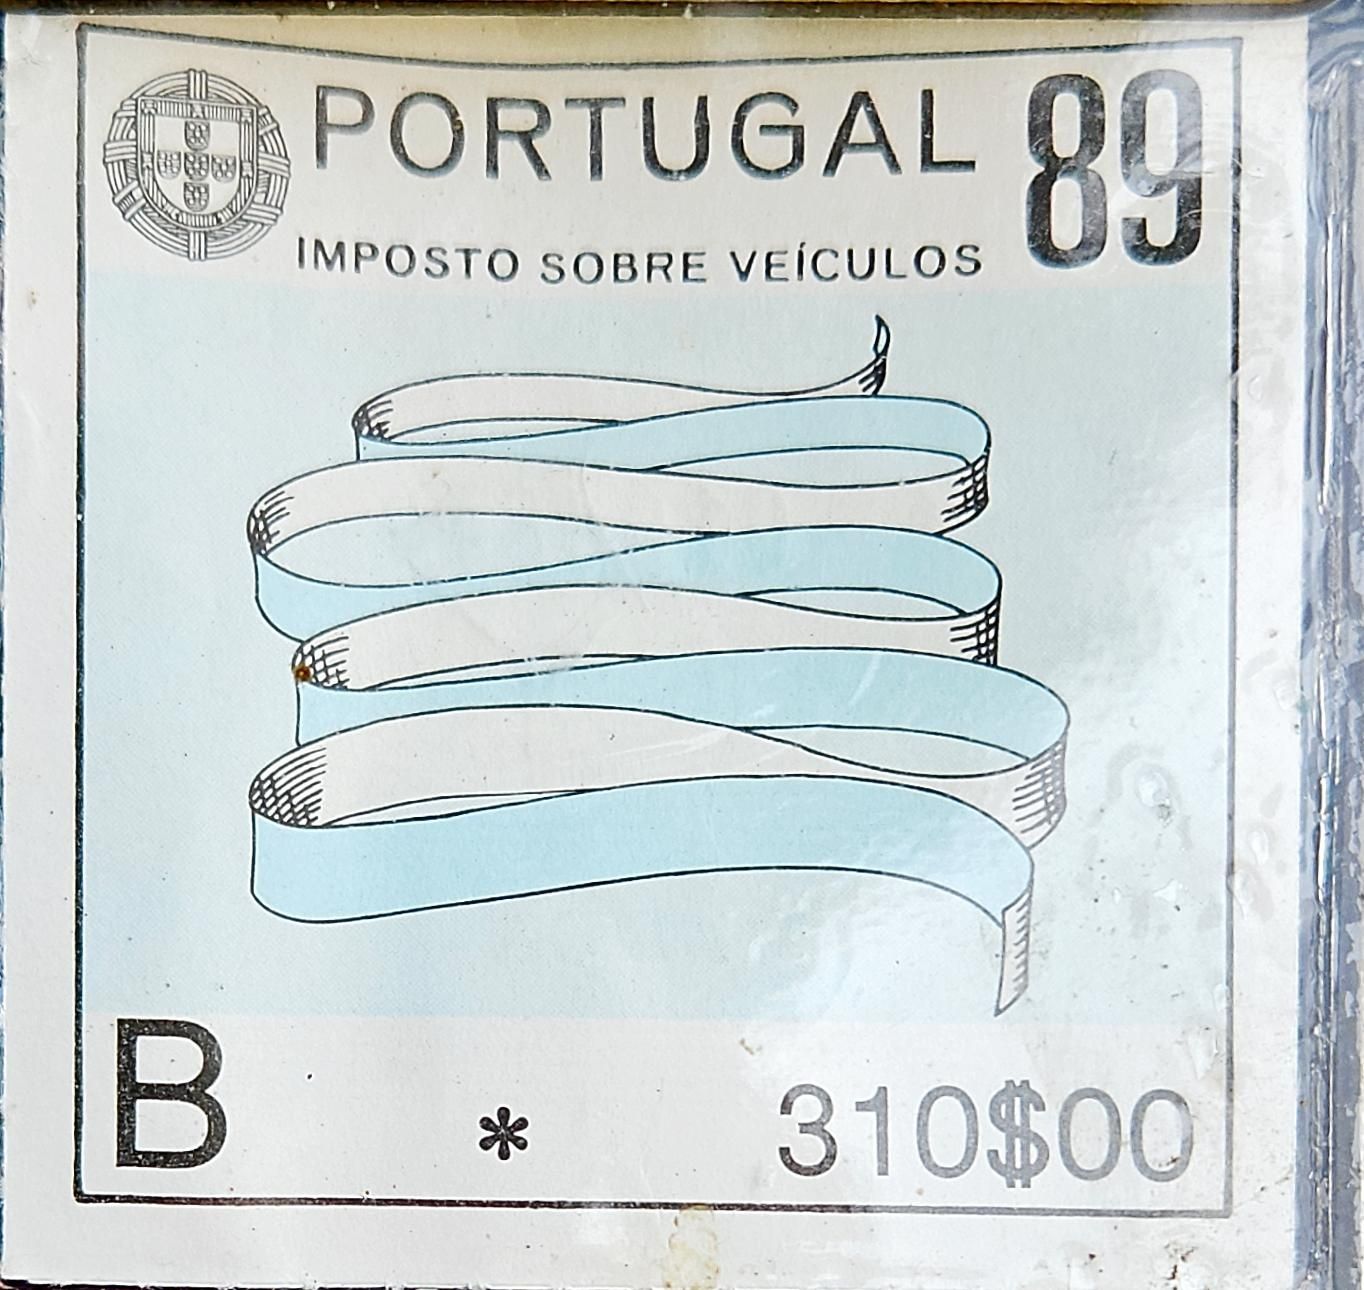 PORTUGAL 89
IMPOSTO SOBRE VEÍCULOS
B * 310$00